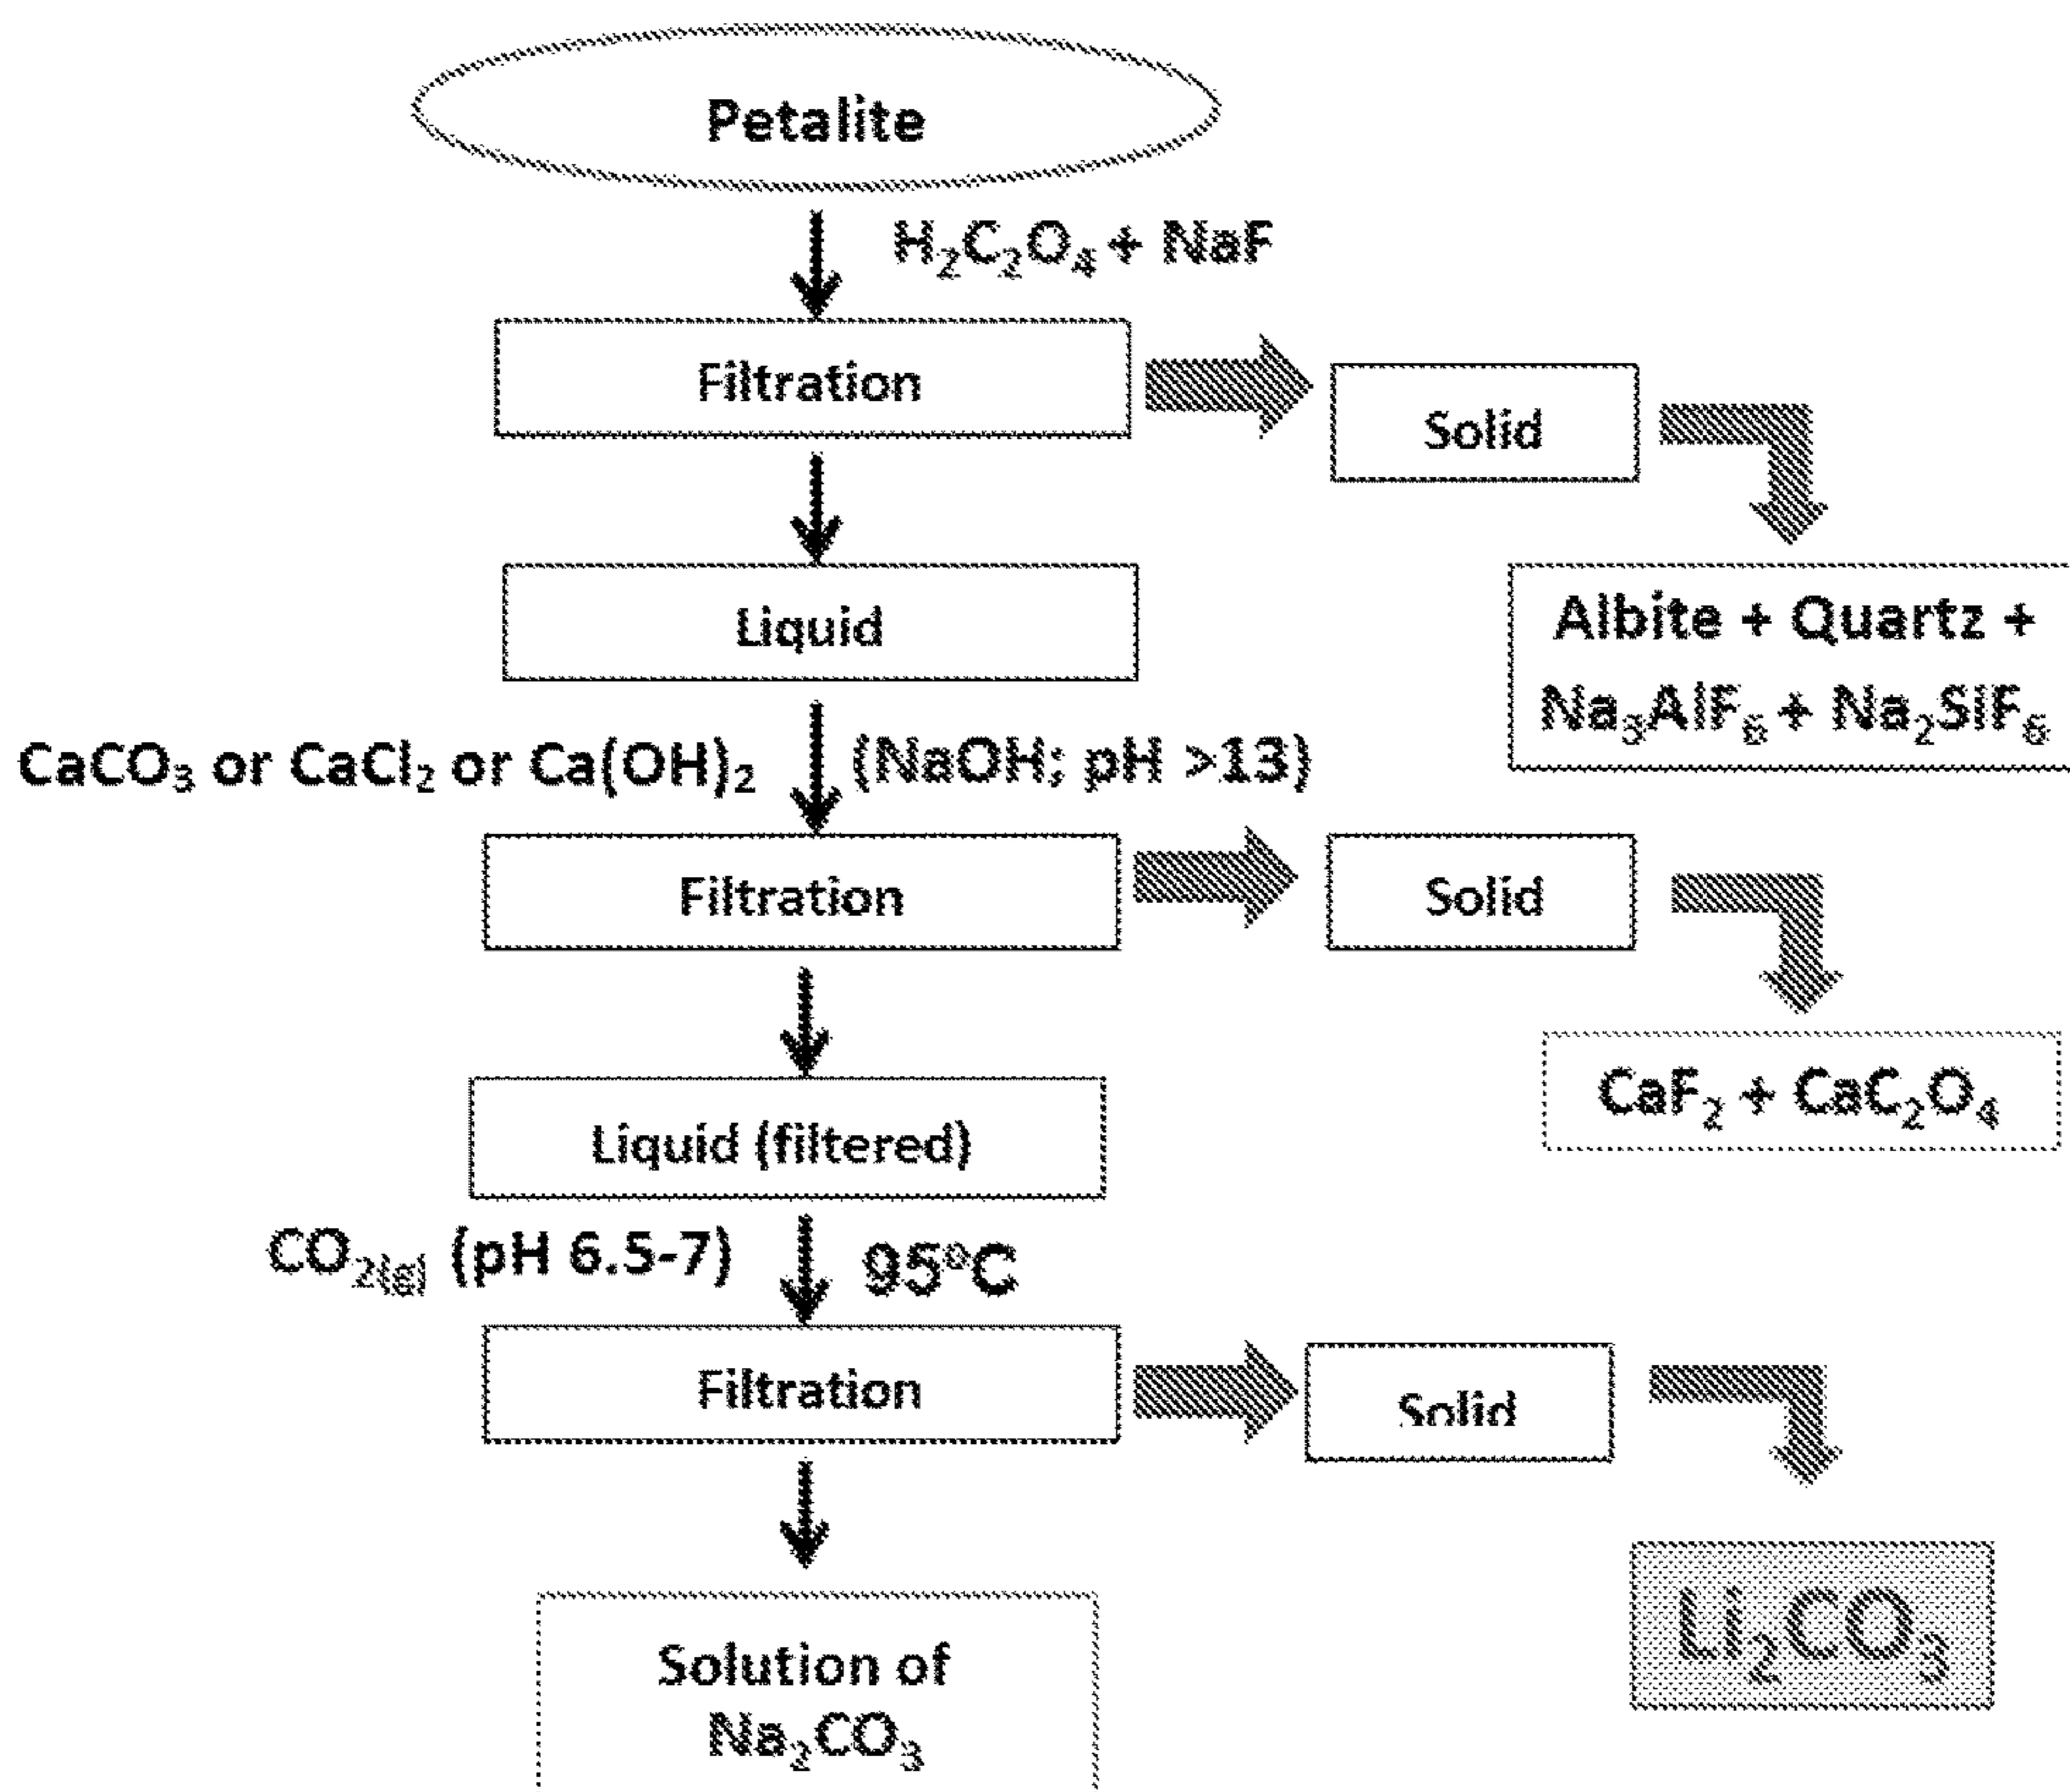 Petalite
H₂C₂O₄ + NaF
Filtration
Solid
Liquid
Albite + Quartz +
Na₃AlF₆ + Na₂SiF₆
CaCO₃ or CaCl₂ or Ca(OH)₂
(NaOH; pH >13)
Filtration
Solid
CaF₂ + CaC₂O₄
Liquid (filtered)
CO₂(g) (pH 6.5-7)
95ºC
Filtration
Solid
Li₂CO₃
Solution of
Na₂CO₃